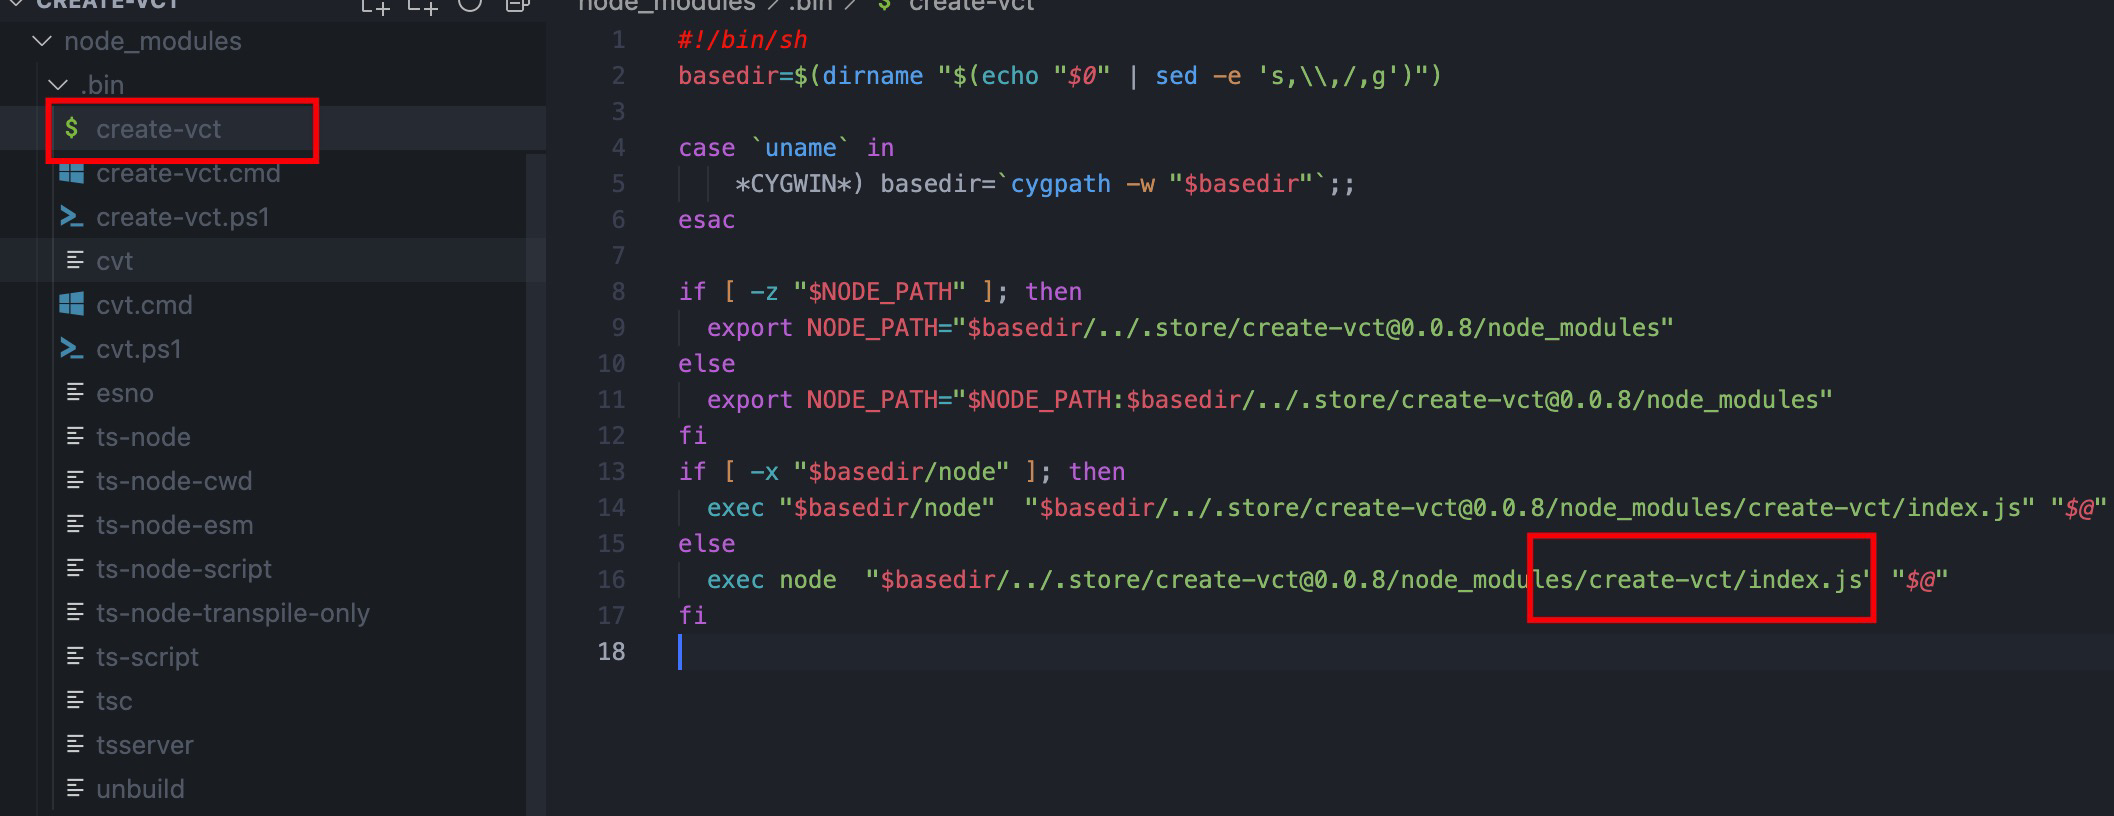 CREATE-VCT
node_modules
.bin
create-vct
create-vct.cmd
create-vct.ps1
cvt
cvt.cmd
cvt.ps1
esno
ts-node
ts-node-cwd
ts-node-esm
ts-node-script
ts-node-transpile-only
ts-script
tsc
tsserver
unbuild
node_modules > .bin > $ create-vct
1 #!/bin/sh
2 basedir=$(dirname "$(echo "$0" | sed -e 's,\\,/,g')")
3
4 case `uname` in
5 *CYGWIN*) basedir=`cygpath -w "$basedir"`;;
6 esac
7
8 if [ -z "$NODE_PATH" ]; then
9 export NODE_PATH="$basedir/../.store/create-vct@0.0.8/node_modules"
10 else
11 export NODE_PATH="$NODE_PATH:$basedir/../.store/create-vct@0.0.8/node_modules"
12 fi
13 if [ -x "$basedir/node" ]; then
14 exec "$basedir/node"  "$basedir/../.store/create-vct@0.0.8/node_modules/create-vct/index.js" "$@"
15 else
16 exec node  "$basedir/../.store/create-vct@0.0.8/node_modules/create-vct/index.js" "$@"
17 fi
18